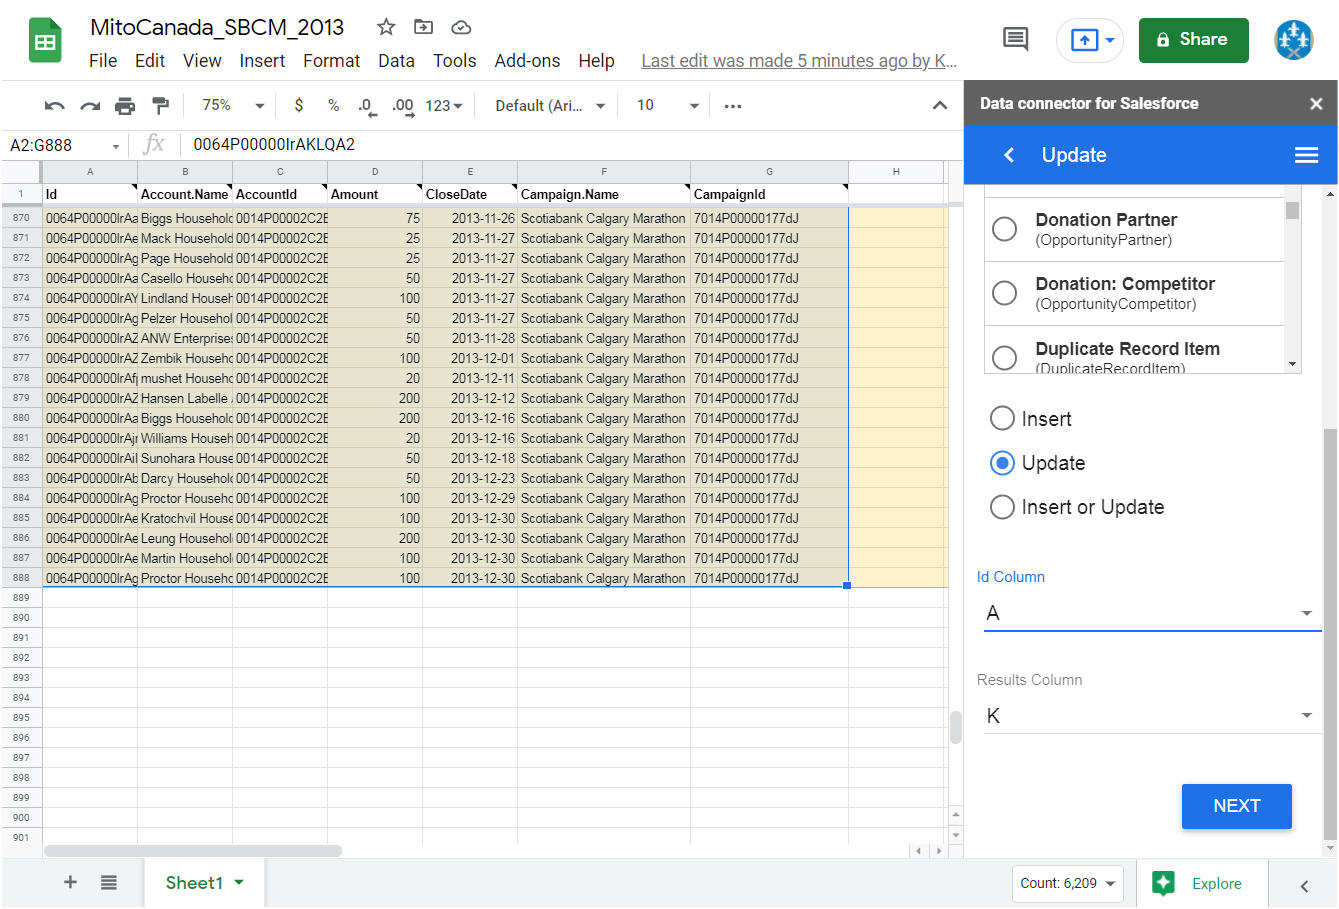 MitoCanada_SBCM_2013
File Edit View Insert Format Data Tools Add-ons Help Last edit was made 5 minutes ago by K...
Share
75% $ % .0 .00 123 Default (Ari... 10 ...
A2:G888 fx 0064P00000IrAKLQA2
A B C D E F G H
1 Id Account.Name AccountId Amount CloseDate Campaign.Name CampaignId
870 0064P00000IrAa Biggs Househol 0014P00002C2E 75 2013-11-26 Scotiabank Calgary Marathon 7014P00000177dJ
871 0064P00000IrAe Mack Household 0014P00002C2E 25 2013-11-27 Scotiabank Calgary Marathon 7014P00000177dJ
872 0064P00000IrAg Page Household 0014P00002C2E 25 2013-11-27 Scotiabank Calgary Marathon 7014P00000177dJ
873 0064P00000IrAa Casello Househo 0014P00002C2E 50 2013-11-27 Scotiabank Calgary Marathon 7014P00000177dJ
874 0064P00000IrAY Lindland Househ 0014P00002C2E 100 2013-11-27 Scotiabank Calgary Marathon 7014P00000177dJ
875 0064P00000IrAg Pelzer Househol 0014P00002C2E 50 2013-11-27 Scotiabank Calgary Marathon 7014P00000177dJ
876 0064P00000IrAZ ANW Enterprise 0014P00002C2E 50 2013-11-28 Scotiabank Calgary Marathon 7014P00000177dJ
877 0064P00000IrAZ Zembik Househo 0014P00002C2E 100 2013-12-01 Scotiabank Calgary Marathon 7014P00000177dJ
878 0064P00000IrAf mushet Househo 0014P00002C2E 20 2013-12-11 Scotiabank Calgary Marathon 7014P00000177dJ
879 0064P00000IrAZ Hansen Labelle 0014P00002C2E 200 2013-12-12 Scotiabank Calgary Marathon 7014P00000177dJ
880 0064P00000IrAa Biggs Househol 0014P00002C2E 200 2013-12-16 Scotiabank Calgary Marathon 7014P00000177dJ
881 0064P00000IrAj Williams Househ 0014P00002C2E 20 2013-12-16 Scotiabank Calgary Marathon 7014P00000177dJ
882 0064P00000IrAi Sunohara House 0014P00002C2E 50 2013-12-18 Scotiabank Calgary Marathon 7014P00000177dJ
883 0064P00000IrAb Darcy Househol 0014P00002C2E 50 2013-12-23 Scotiabank Calgary Marathon 7014P00000177dJ
884 0064P00000IrAg Proctor Househo 0014P00002C2E 100 2013-12-29 Scotiabank Calgary Marathon 7014P00000177dJ
885 0064P00000IrAe Kratochvil House 0014P00002C2E 100 2013-12-30 Scotiabank Calgary Marathon 7014P00000177dJ
886 0064P00000IrAe Leung Househol 0014P00002C2E 200 2013-12-30 Scotiabank Calgary Marathon 7014P00000177dJ
887 0064P00000IrAe Martin Househol 0014P00002C2E 100 2013-12-30 Scotiabank Calgary Marathon 7014P00000177dJ
888 0064P00000IrAg Proctor Househo 0014P00002C2E 100 2013-12-30 Scotiabank Calgary Marathon 7014P00000177dJ
889
890
891
892
893
894
895
896
897
898
899
900
901
Data connector for Salesforce
Update
Donation Partner
(OpportunityPartner)
Donation: Competitor
(OpportunityCompetitor)
Duplicate Record Item
(DuplicateRecordItem)
Insert
Update
Insert or Update
Id Column
A
Results Column
K
NEXT
Sheet1 Count: 6,209 Explore